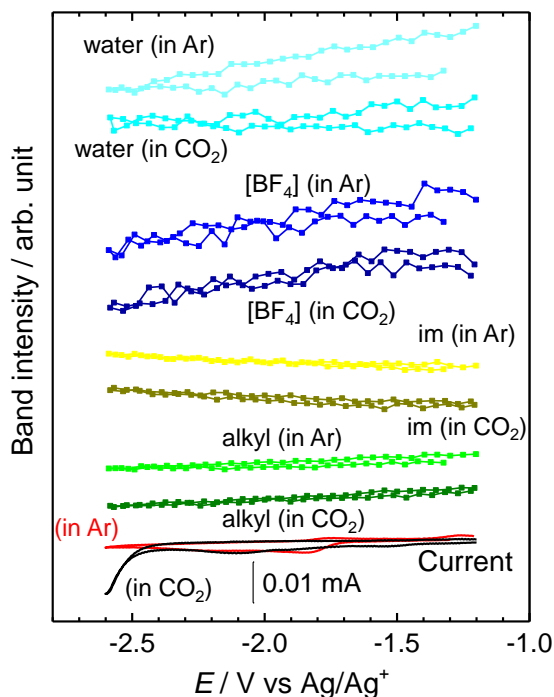 water (in Ar)
water (in CO₂)
[BF₄] (in Ar)
[BF₄] (in CO₂)
im (in Ar)
im (in CO₂)
alkyl (in Ar)
alkyl (in CO₂)
(in Ar)
Current
(in CO₂)
0.01 mA
Band intensity / arb. unit
-2.5
-2.0
-1.5
-1.0
E / V vs Ag/Ag⁺